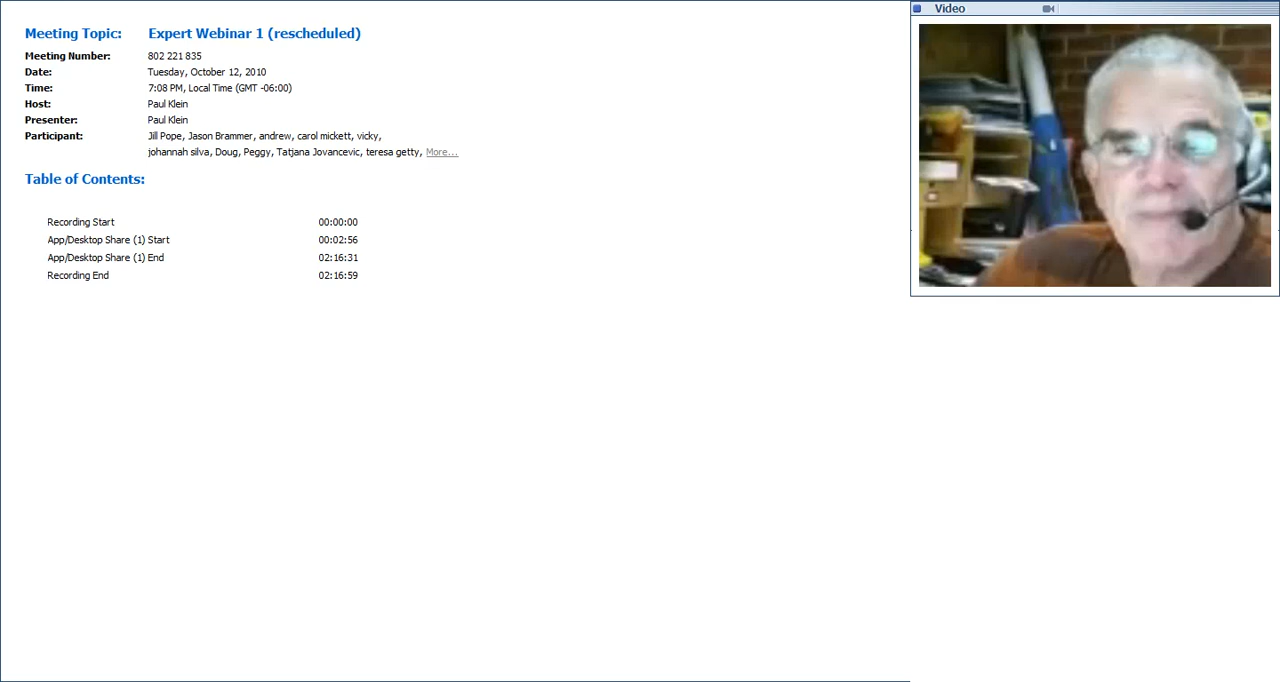 Meeting Topic: Expert Webinar 1 (rescheduled)
Meeting Number: 802 221 835
Date: Tuesday, October 12, 2010
Time: 7:08 PM, Local Time (GMT -06:00)
Host: Paul Klein
Presenter: Paul Klein
Participant: Jill Pope, Jason Brammer, andrew, carol mickett, vicky,
johannah silva, Doug, Peggy, Tatjana Jovancevic, teresa getty, More...
Table of Contents:
Recording Start 00:00:00
App/Desktop Share (1) Start 00:02:56
App/Desktop Share (1) End 02:16:31
Recording End 02:16:59
Video